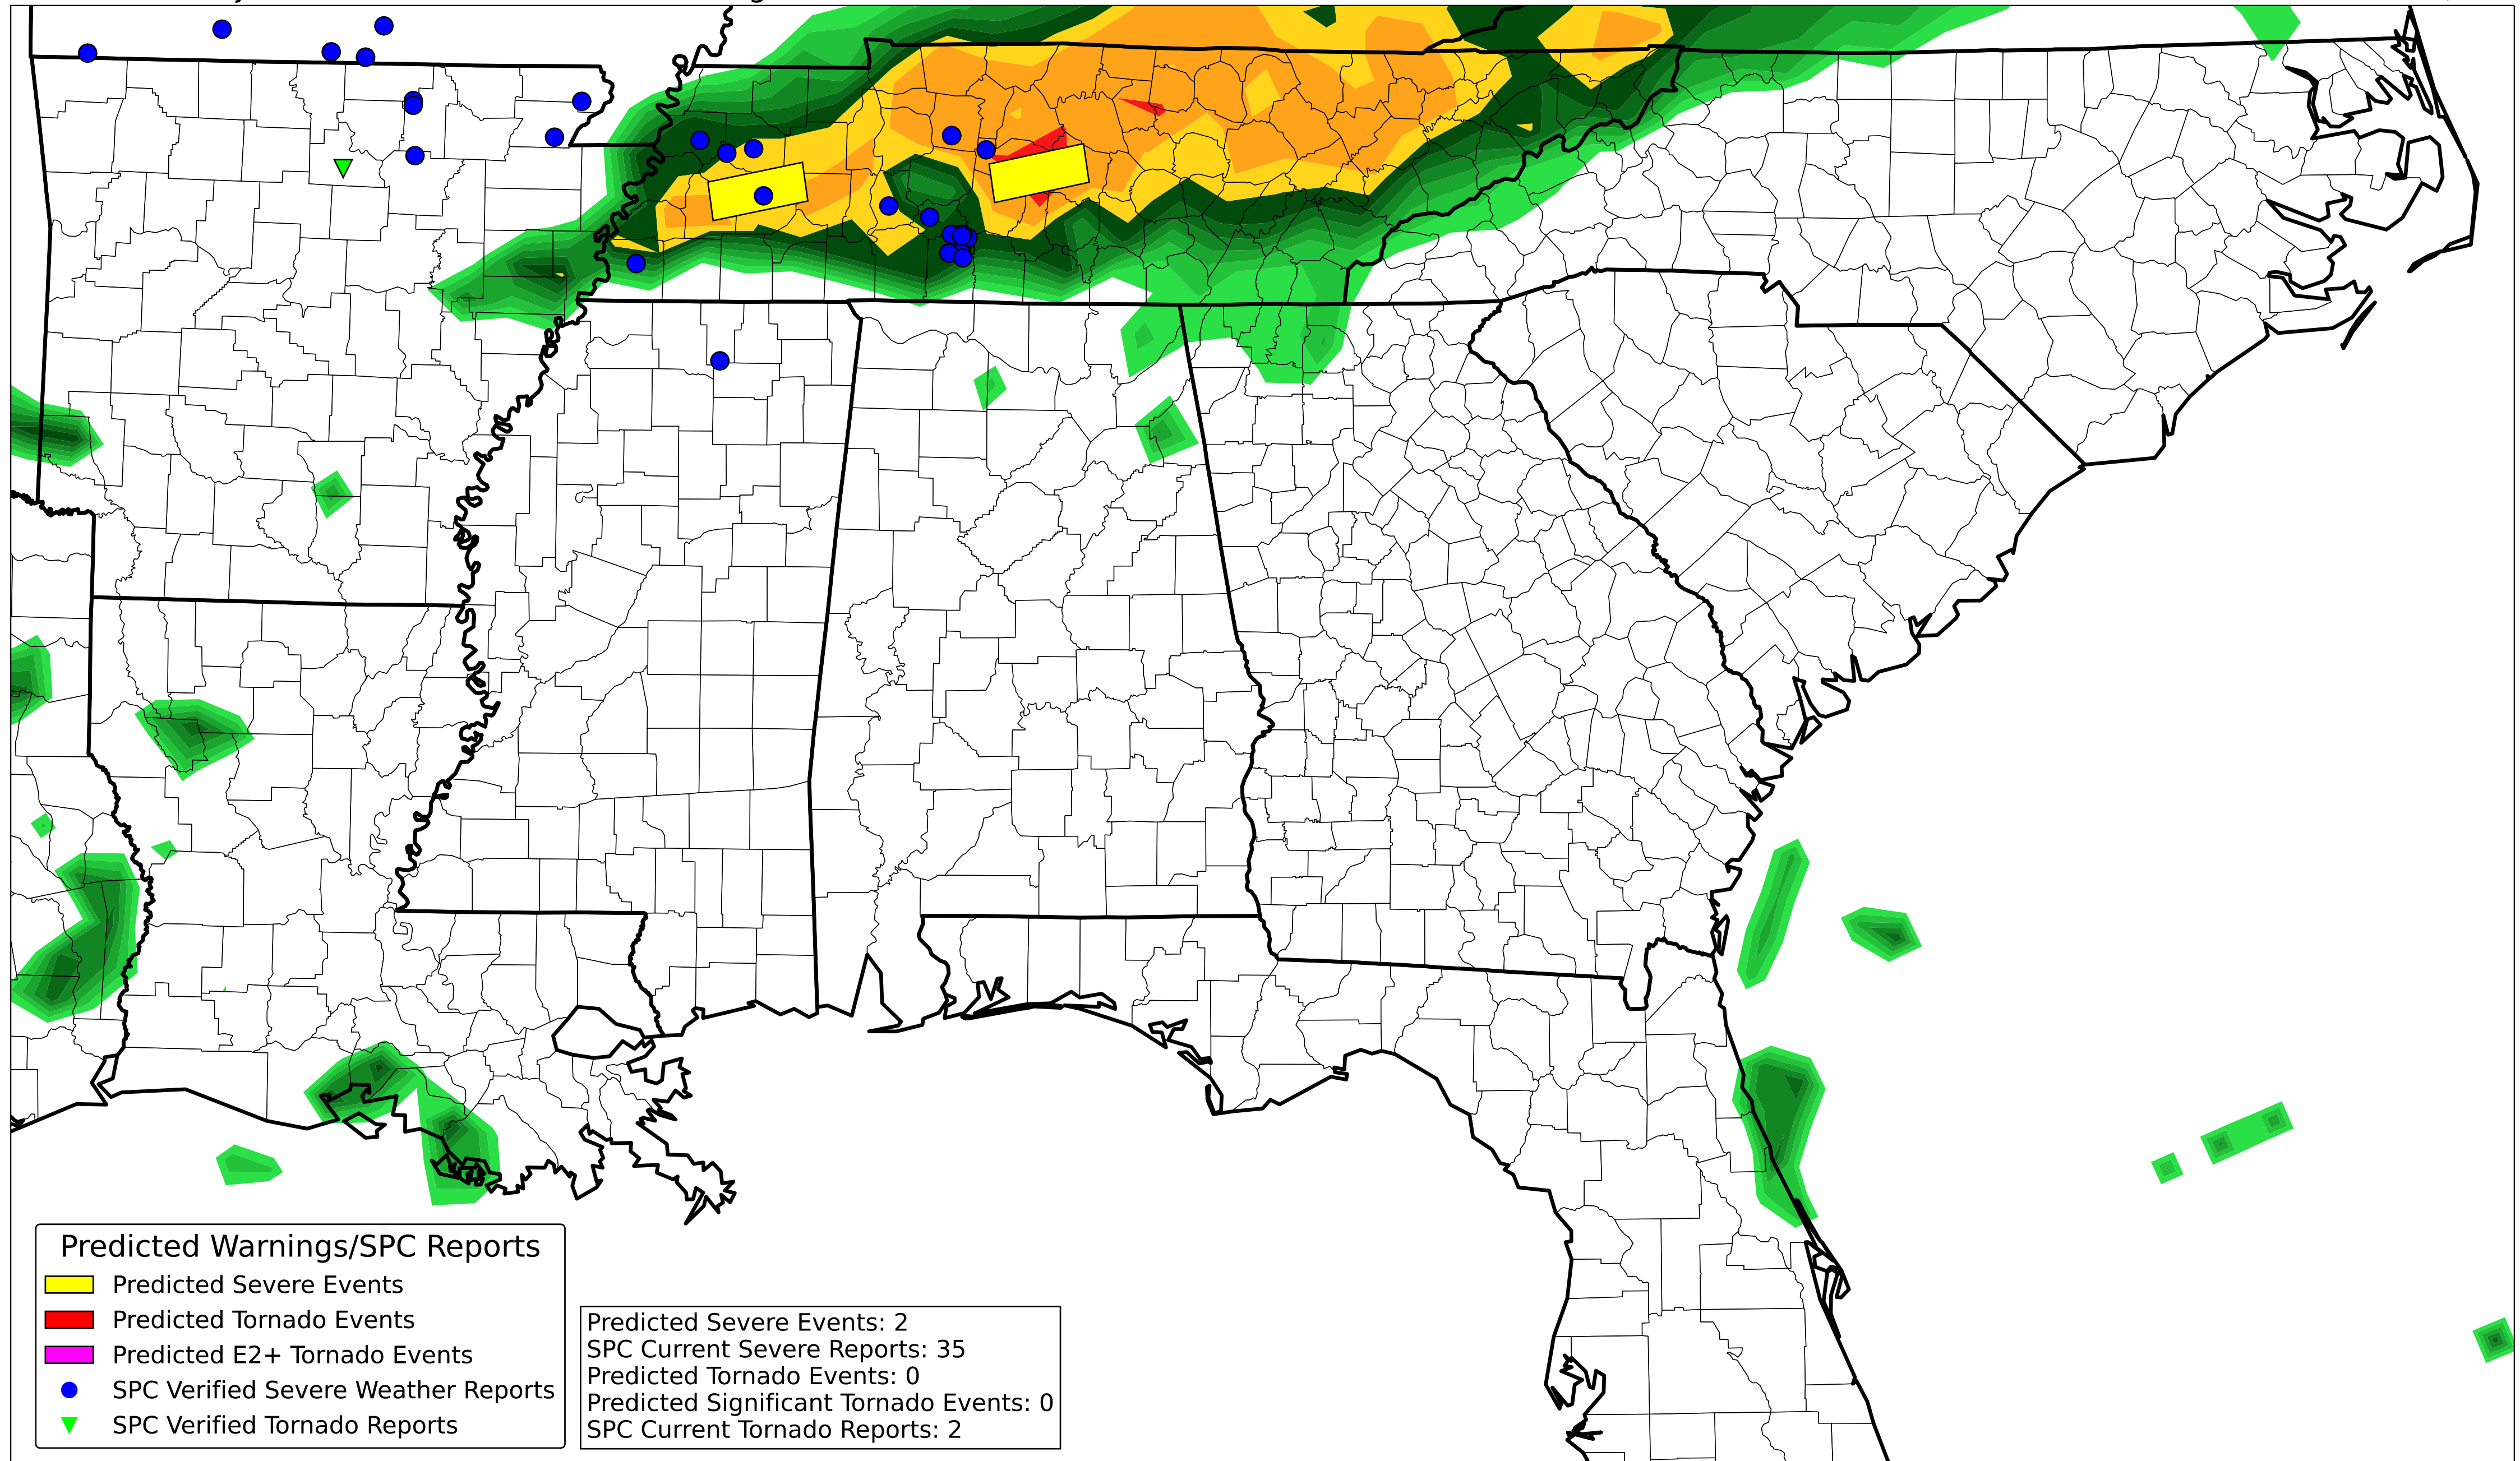 Predicted Warnings/SPC Reports
Predicted Severe Events
Predicted Tornado Events
Predicted E2+ Tornado Events
SPC Verified Severe Weather Reports
SPC Verified Tornado Reports
Predicted Severe Events: 2
SPC Current Severe Reports: 35
Predicted Tornado Events: 0
Predicted Significant Tornado Events: 0
SPC Current Tornado Reports: 2